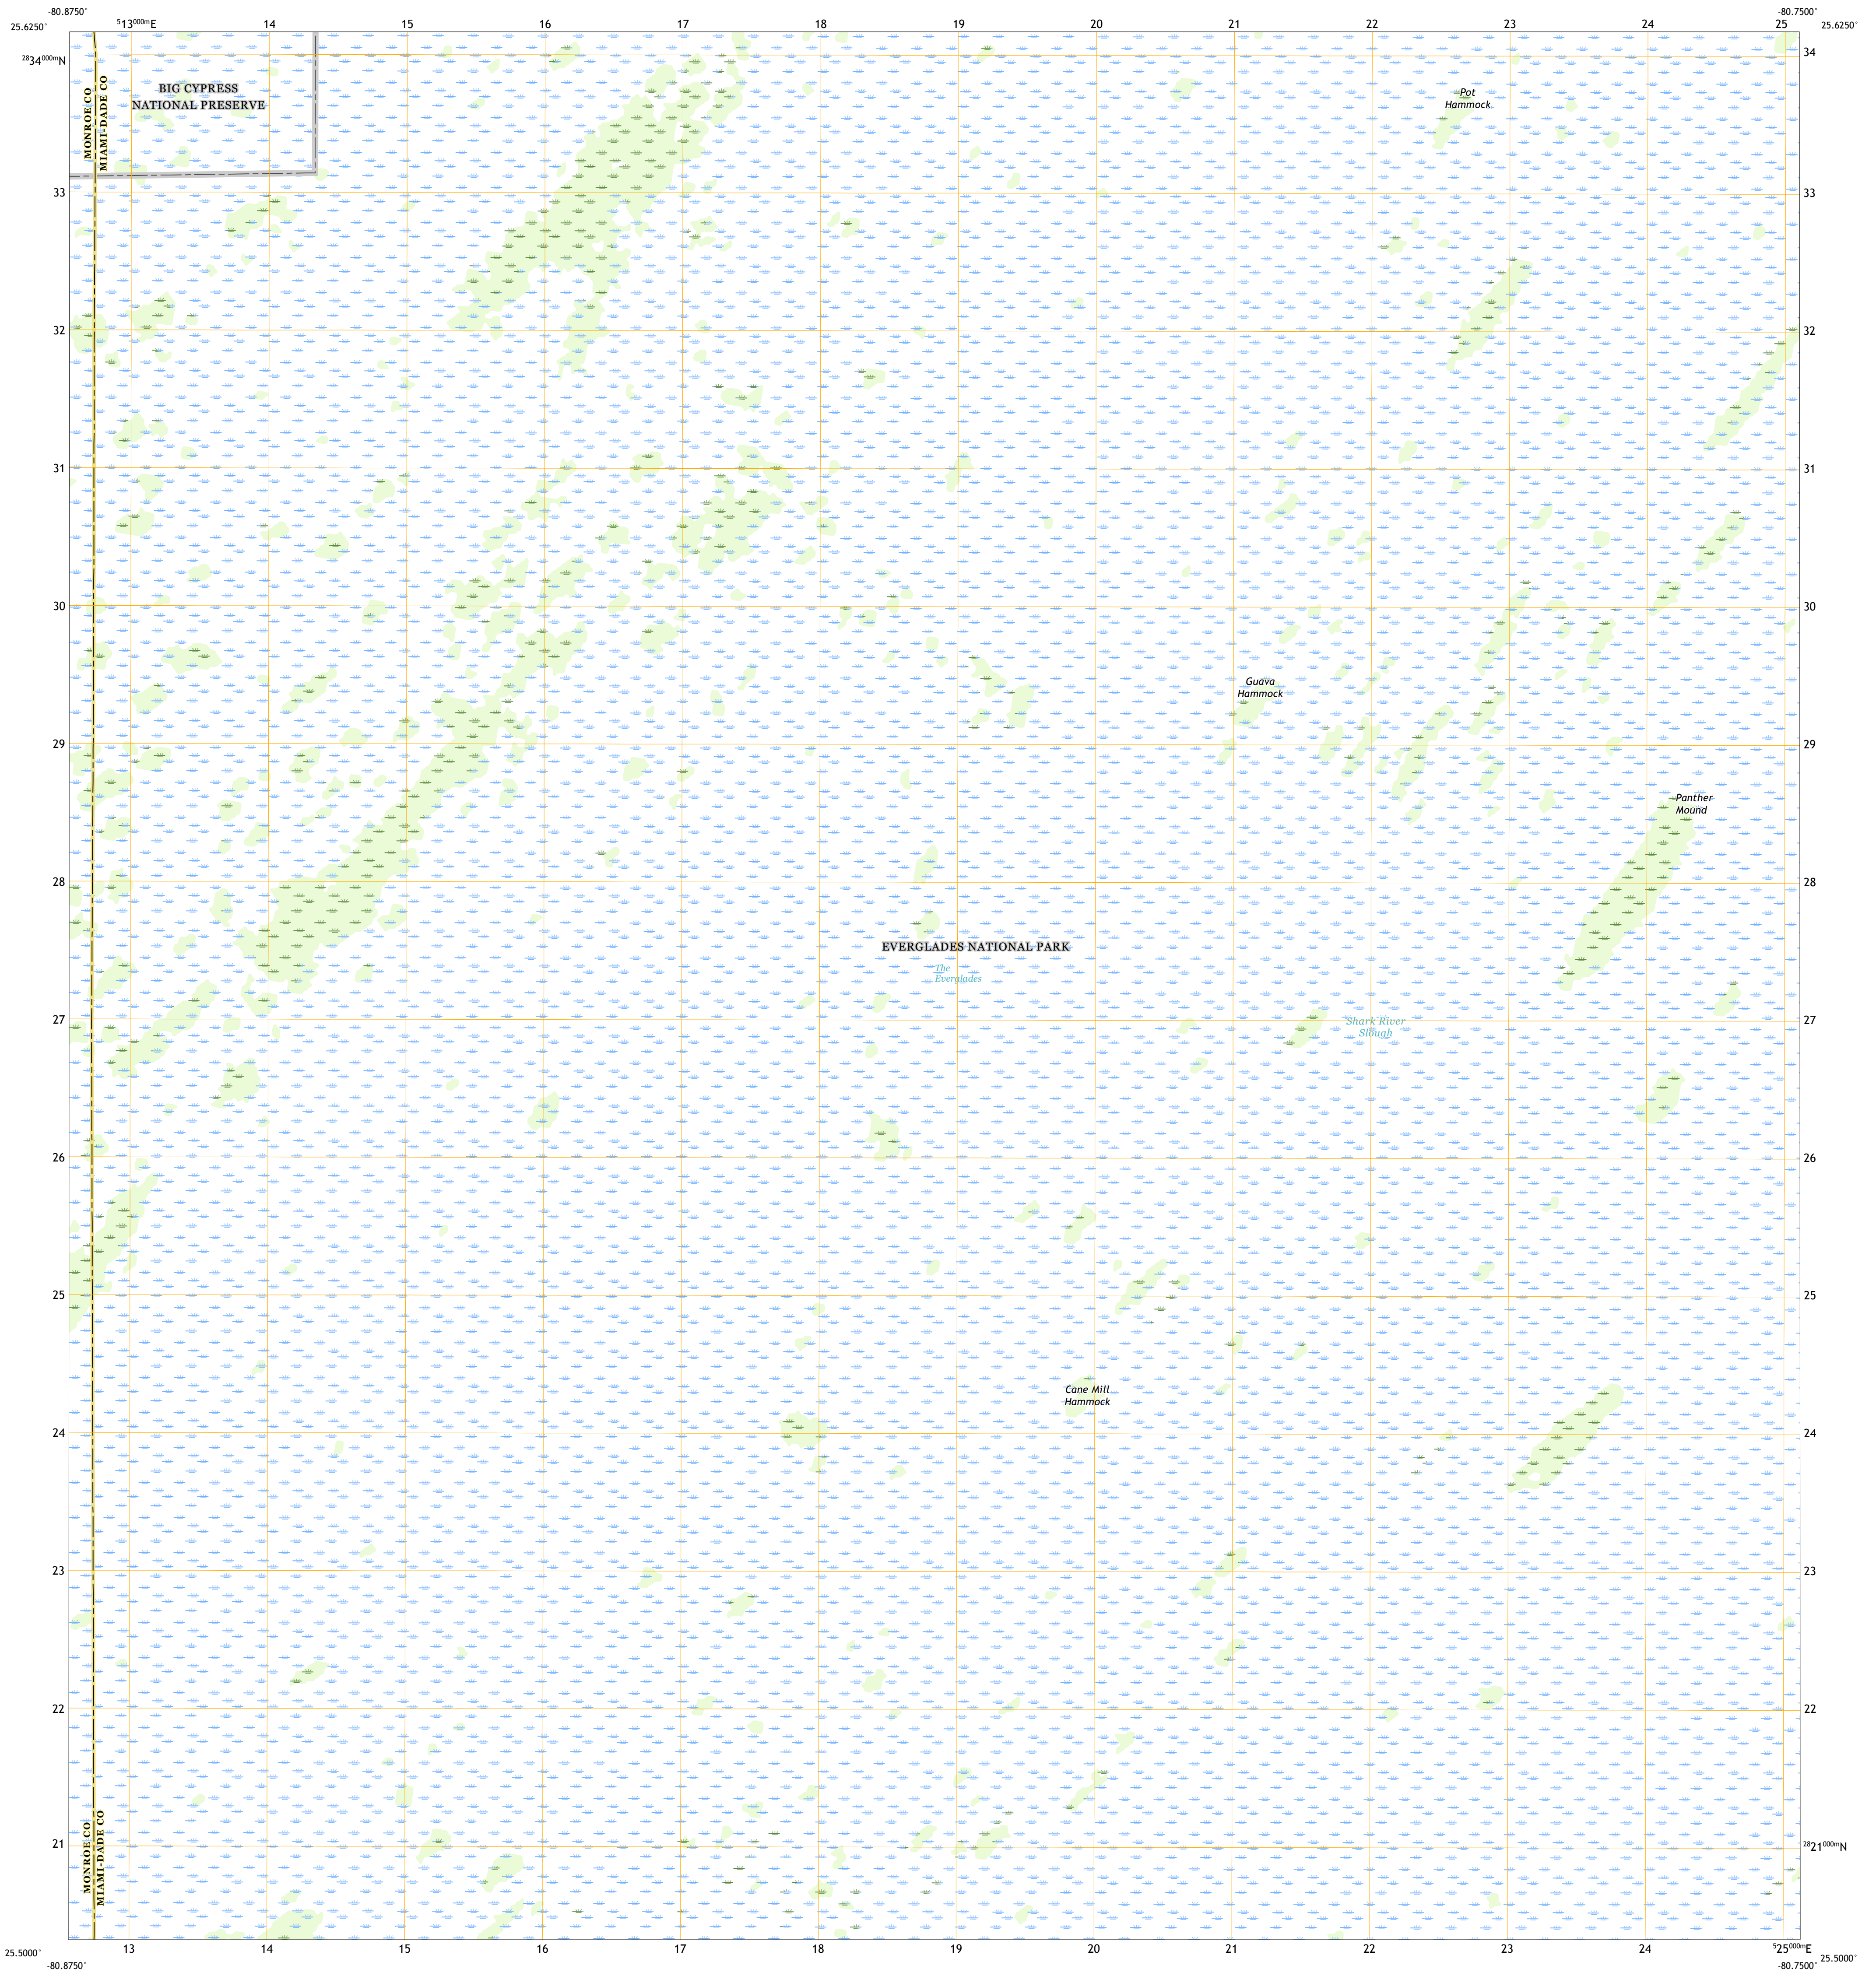 -80.8750°
-80.7500°
25.6250°
⁵13⁰⁰⁰ᵐE
14
15
16
17
18
19
20
21
22
23
24
25
25.6250°
²⁸34⁰⁰⁰ᵐN
34
MONROE CO
MIAMI-DADE CO
BIG CYPRESS
NATIONAL PRESERVE
Pot
Hammock
33
33
32
32
31
31
30
30
Guava
Hammock
29
29
Panther
Mound
28
28
EVERGLADES NATIONAL PARK
The
Everglades
27
Shark River
Slough
27
26
26
25
25
Cane Mill
Hammock
24
24
23
23
22
22
MONROE CO
MIAMI-DADE CO
21
²⁸21⁰⁰⁰ᵐN
25.5000°
13
14
15
16
17
18
19
20
21
22
23
24
⁵25⁰⁰⁰ᵐE
25.5000°
-80.8750°
-80.7500°